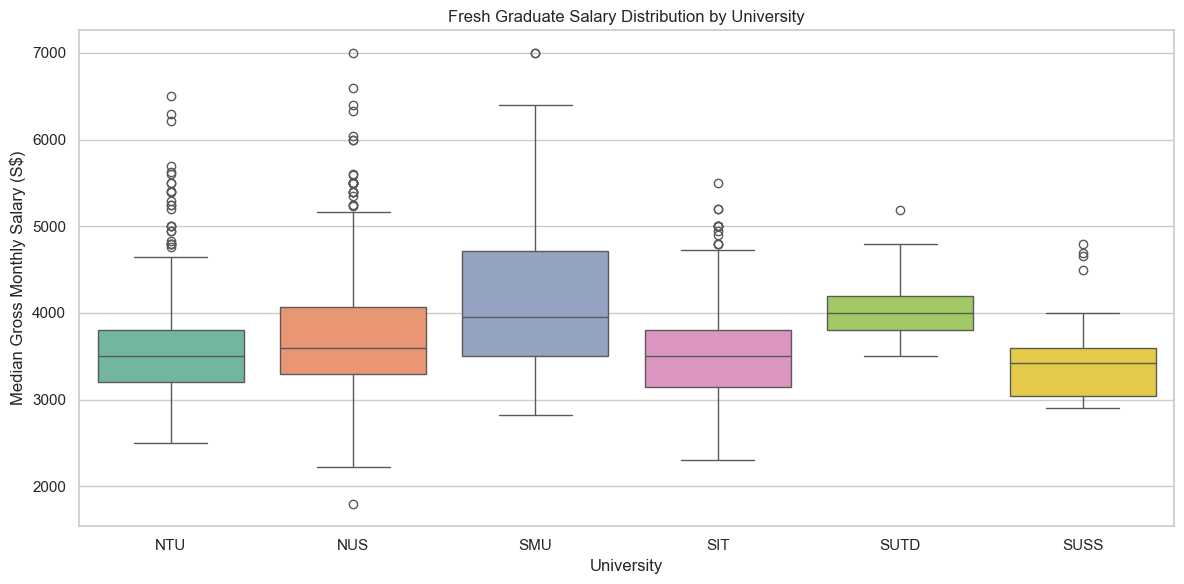 Fresh Graduate Salary Distribution by University
Median Gross Monthly Salary (S$)
7000
6000
5000
4000
3000
2000
NTU
NUS
SMU
SIT
SUTD
SUSS
University